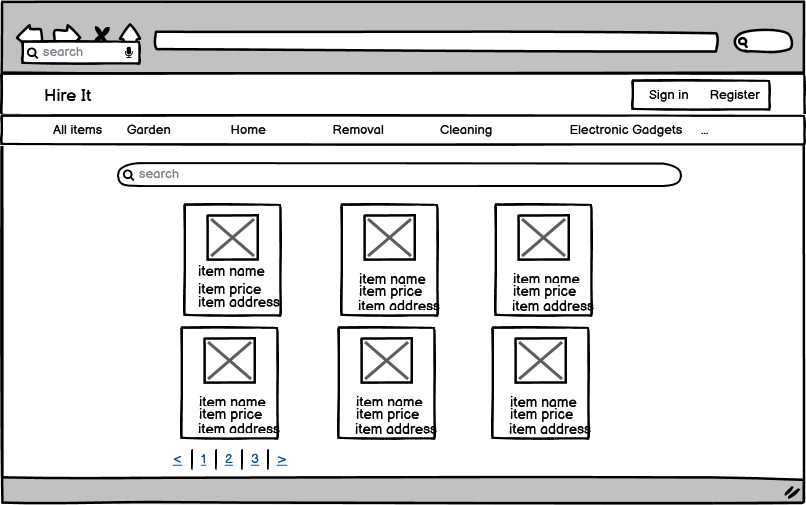 search
Hire It
Sign in Register
All items Garden Home Removal Cleaning Electronic Gadgets ...
search
item name
item price
item address
item name
item price
item address
item name
item price
item address
item name
item price
item address
item name
item price
item address
item name
item price
item address
< 1 2 3 >